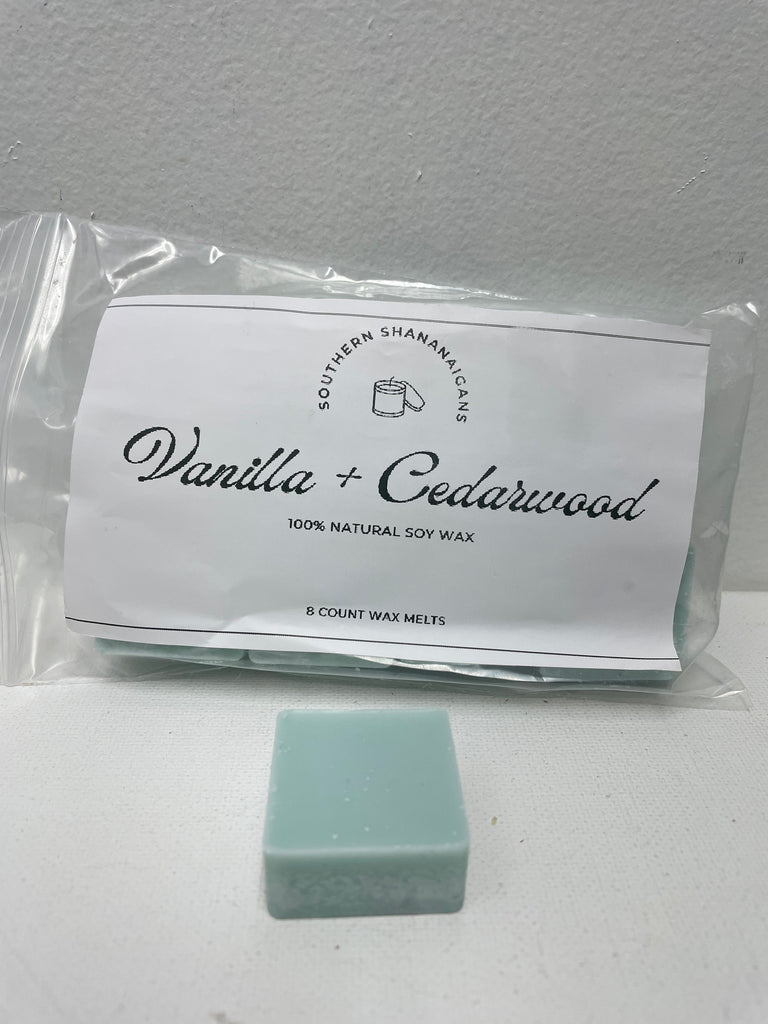 SOUTHERN SHANANAIGANS
Vanilla + Cedarwood
100% NATURAL SOY WAX
8 COUNT WAX MELTS